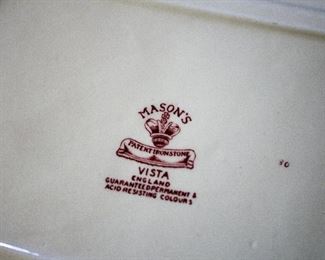 MASON'S
PATENT IRONSTONE
VISTA
ENGLAND
GUARANTEED PERMANENT &
ACID RESISTING COLOURS